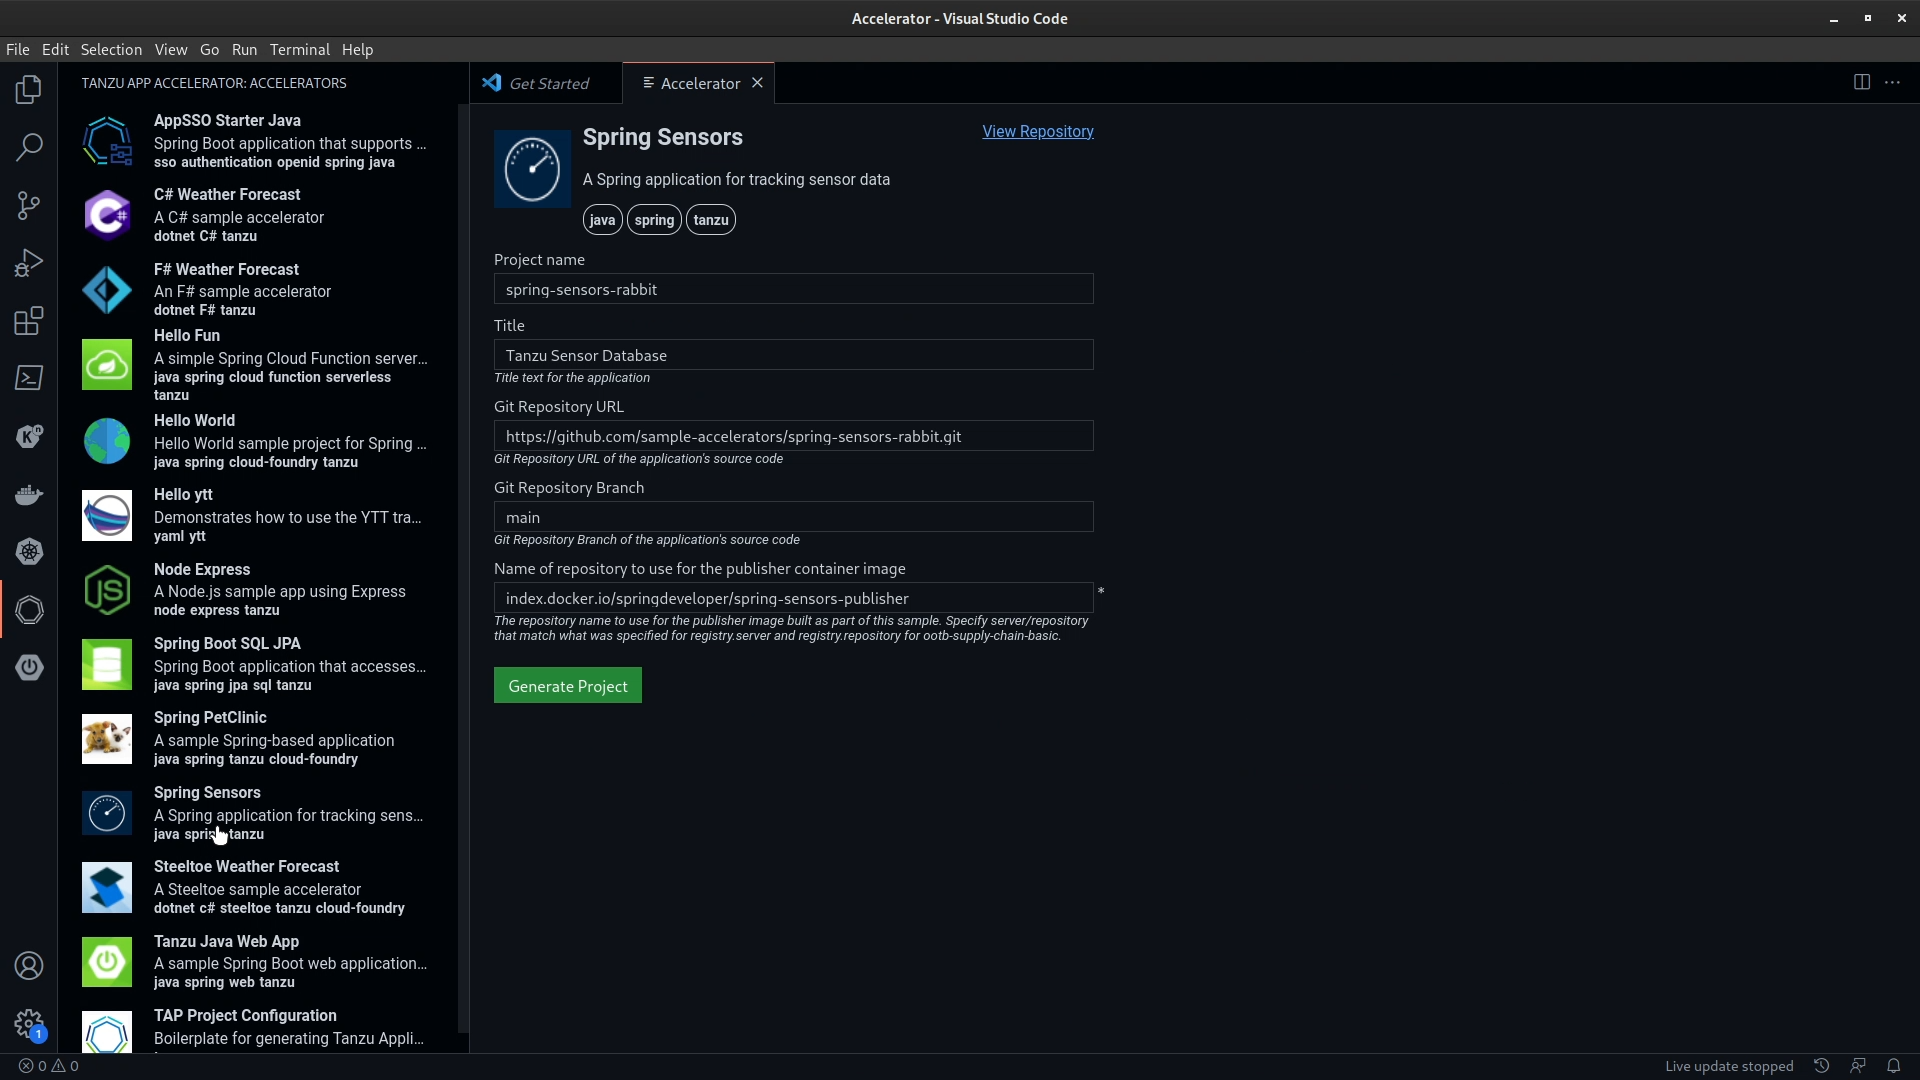 Accelerator - Visual Studio Code
File Edit Selection View Go Run Terminal Help
TANZU APP ACCELERATOR: ACCELERATORS
AppSSO Starter Java
Spring Boot application that supports ...
sso authentication openid spring java
C# Weather Forecast
A C# sample accelerator
dotnet C# tanzu
F# Weather Forecast
An F# sample accelerator
dotnet F# tanzu
Hello Fun
A simple Spring Cloud Function server...
java spring cloud function serverless
tanzu
Hello World
Hello World sample project for Spring ...
java spring cloud-foundry tanzu
Hello ytt
Demonstrates how to use the YTT tra...
yaml ytt
Node Express
A Node.js sample app using Express
node express tanzu
Spring Boot SQL JPA
Spring Boot application that accesses...
java spring jpa sql tanzu
Spring PetClinic
A sample Spring-based application
java spring tanzu cloud-foundry
Spring Sensors
A Spring application for tracking sens...
java spring tanzu
Steeltoe Weather Forecast
A Steeltoe sample accelerator
dotnet c# steeltoe tanzu cloud-foundry
Tanzu Java Web App
A sample Spring Boot web application...
java spring web tanzu
TAP Project Configuration
Boilerplate for generating Tanzu Appli...
1
Get Started
Accelerator
Spring Sensors
View Repository
A Spring application for tracking sensor data
java spring tanzu
Project name
spring-sensors-rabbit
Title
Tanzu Sensor Database
Title text for the application
Git Repository URL
https://github.com/sample-accelerators/spring-sensors-rabbit.git
Git Repository URL of the application's source code
Git Repository Branch
main
Git Repository Branch of the application's source code
Name of repository to use for the publisher container image
index.docker.io/springdeveloper/spring-sensors-publisher
*
The repository name to use for the publisher image built as part of this sample. Specify server/repository
that match what was specified for registry.server and registry.repository for ootb-supply-chain-basic.
Generate Project
0 0
Live update stopped